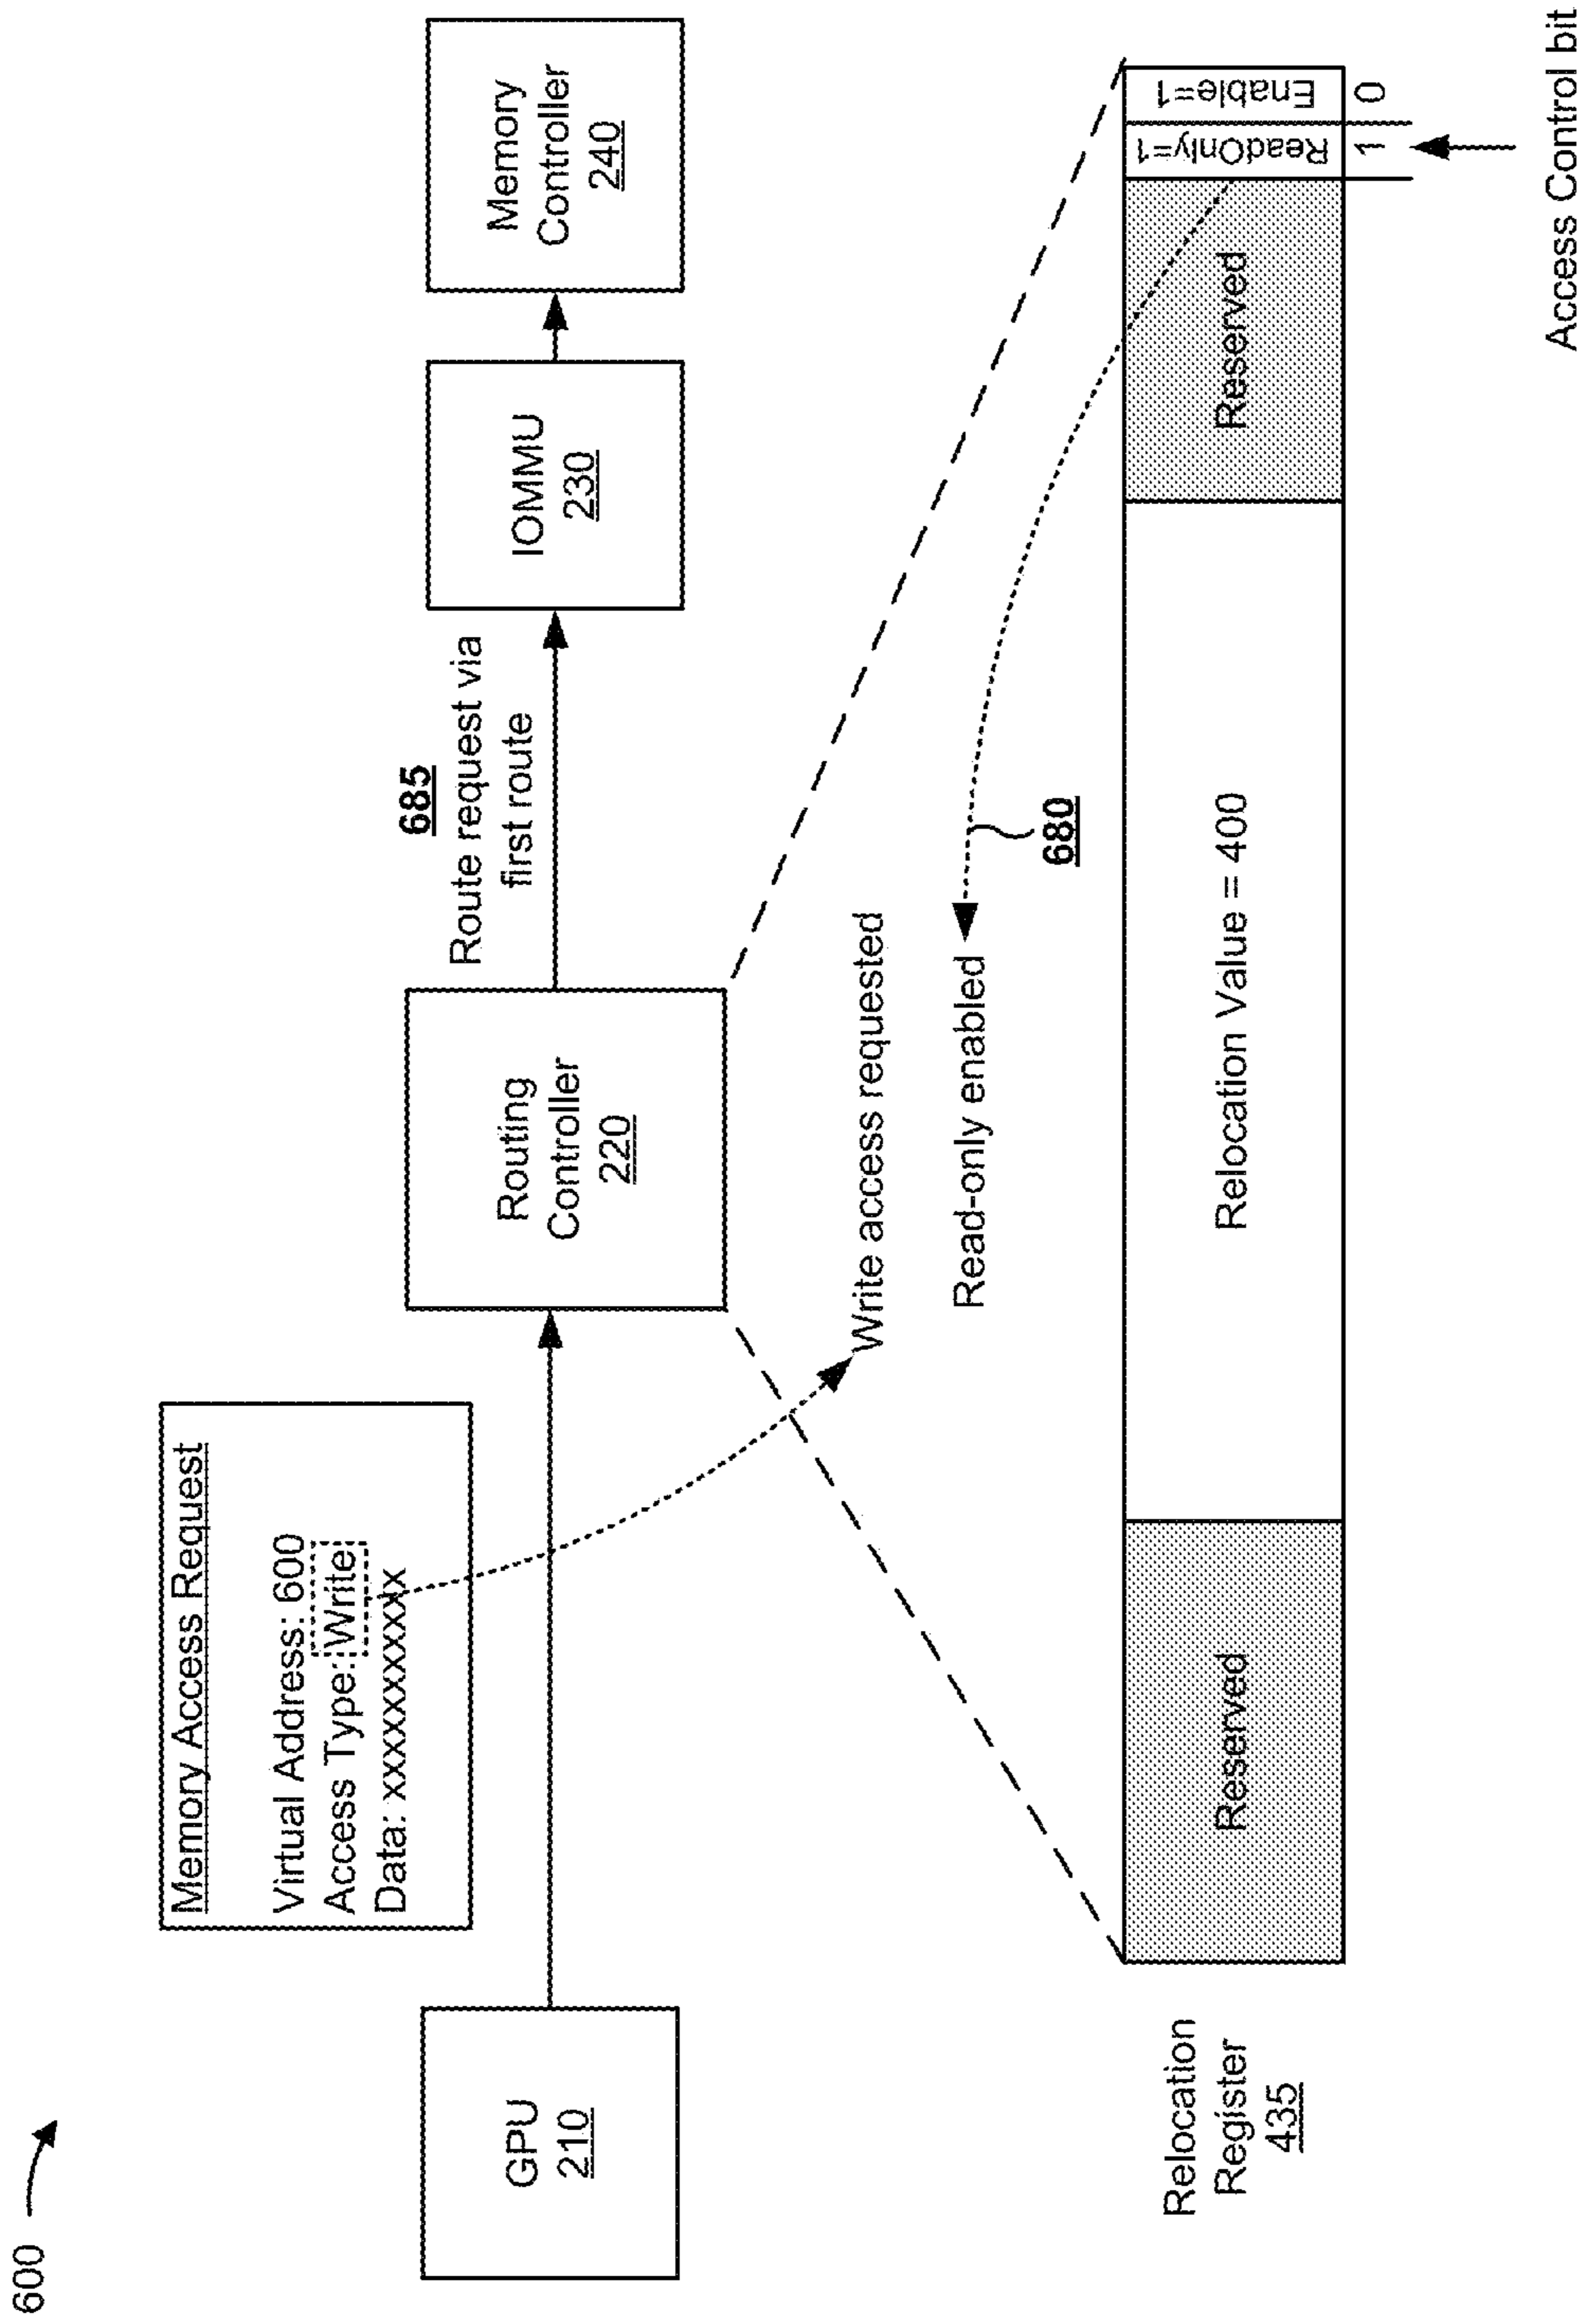 600
Memory Access Request
Virtual Address: 600
Access Type: Write
Data: xxxxxxxxxx
GPU
210
Routing
Controller
220
685
Route request via
first route
IOMMU
230
Memory
Controller
240
Write access requested
Read-only enabled
680
Relocation
Register
435
Reserved
Relocation Value = 400
Reserved
ReadOnly=1
Enable=1
1
0
Access Control bit